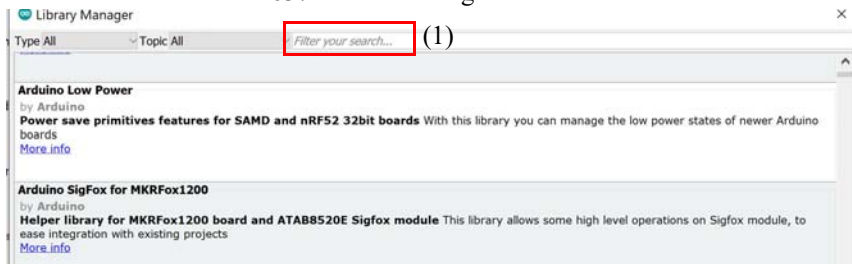 Library Manager
Type All Topic All Filter your search... (1)
Arduino Low Power
by Arduino
Power save primitives features for SAMD and nRF52 32bit boards With this library you can manage the low power states of newer Arduino
boards
More info
Arduino SigFox for MKRFox1200
by Arduino
Helper library for MKRFox1200 board and ATAB8520E Sigfox module This library allows some high level operations on Sigfox module, to
ease integration with existing projects
More info